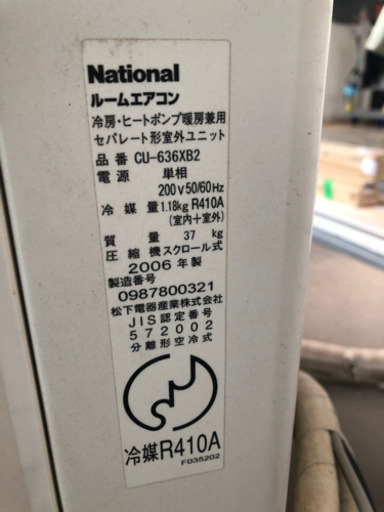 National
ルームエアコン
冷房・ヒートポンプ暖房兼用
セパレート形室外ユニット
品番 CU-636XB2
電源 単相
200V50/60Hz
冷媒量1.18kg R410A
(室内+室外)
質量 37 kg
圧縮機スクロール式
2006年製
製造番号
0987800321
松下電器産業株式会社
JIS認定番号
572002
分離形空冷式
冷媒R410A
F035202